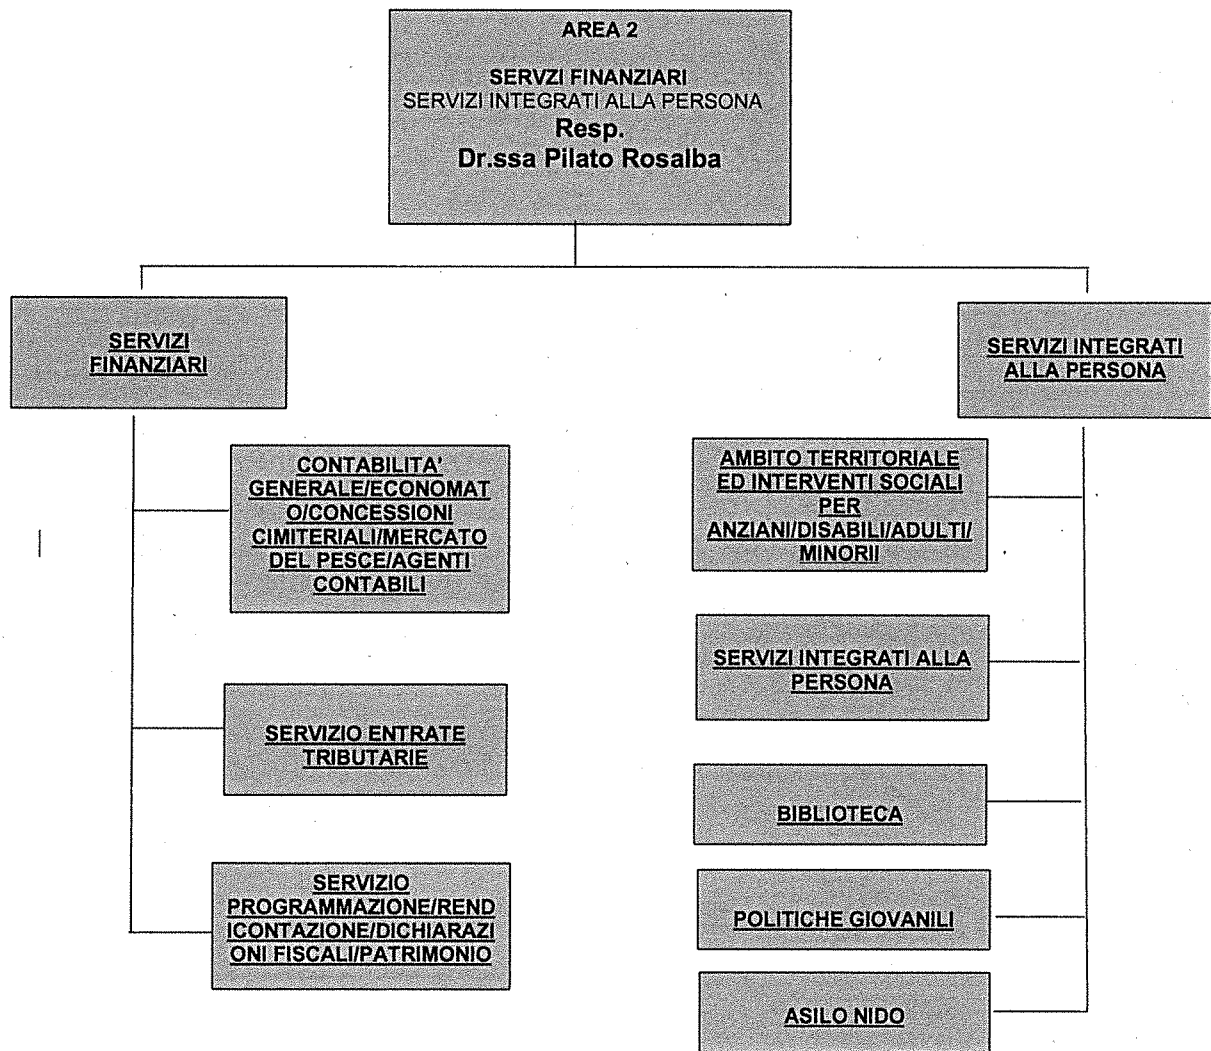 AREA 2
SERVZI FINANZIARI
SERVIZI INTEGRATI ALLA PERSONA
Resp.
Dr.ssa Pilato Rosalba
SERVIZI
FINANZIARI
SERVIZI INTEGRATI
ALLA PERSONA
CONTABILITA'
GENERALE/ECONOMAT
O/CONCESSIONI
CIMITERIALI/MERCATO
DEL PESCE/AGENTI
CONTABILI
SERVIZIO ENTRATE
TRIBUTARIE
SERVIZIO
PROGRAMMAZIONE/REND
ICONTAZIONE/DICHIARAZI
ONI FISCALI/PATRIMONIO
AMBITO TERRITORIALE
ED INTERVENTI SOCIALI
PER
ANZIANI/DISABILI/ADULTI/
MINORII
SERVIZI INTEGRATI ALLA
PERSONA
BIBLIOTECA
POLITICHE GIOVANILI
ASILO NIDO